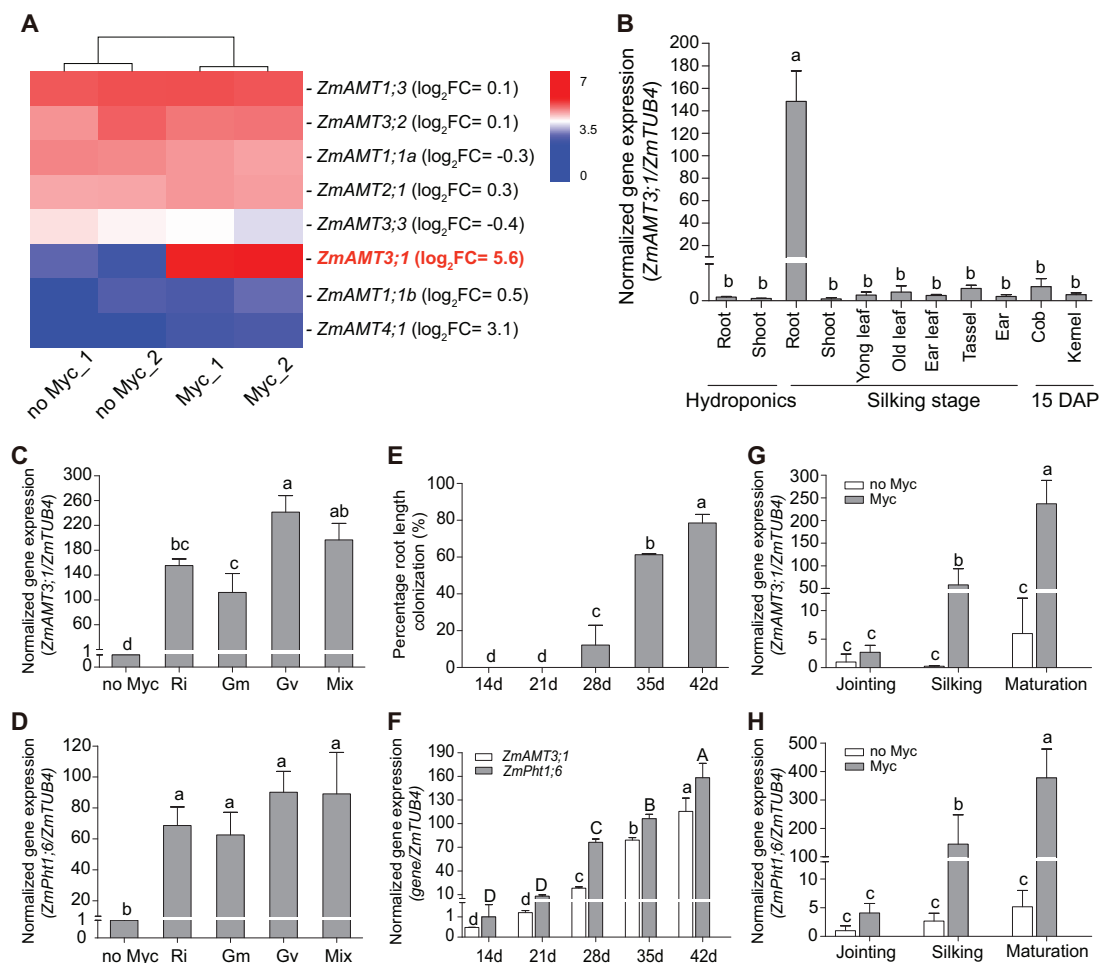 A
- ZmAMT1;3 (log2FC= 0.1)
- ZmAMT3;2 (log2FC= 0.1)
- ZmAMT1;1a (log2FC= -0.3)
- ZmAMT2;1 (log2FC= 0.3)
- ZmAMT3;3 (log2FC= -0.4)
- ZmAMT3;1 (log2FC= 5.6)
- ZmAMT1;1b (log2FC= 0.5)
- ZmAMT4;1 (log2FC= 3.1)
no Myc_1
no Myc_2
Myc_1
Myc_2
7
3.5
0
B
Normalized gene expression
(ZmAMT3;1/ZmTUB4)
200
180
160
140
120
100
80
60
40
20
0
b
b
a
b
b
b
b
b
b
b
b
Root
Shoot
Root
Shoot
Yong leaf
Old leaf
Ear leaf
Tassel
Ear
Cob
Kernel
Hydroponics
Silking stage
15 DAP
C
Normalized gene expression
(ZmAMT3;1/ZmTUB4)
300
260
220
180
140
100
60
1
0
d
bc
c
a
ab
no Myc
Ri
Gm
Gv
Mix
D
Normalized gene expression
(ZmPht1;6/ZmTUB4)
120
100
80
60
40
20
1
0
b
a
a
a
a
no Myc
Ri
Gm
Gv
Mix
E
Percentage root length
colonization (%)
100
80
60
40
20
0
d
d
c
b
a
14d
21d
28d
35d
42d
F
Normalized gene expression
(gene/ZmTUB4)
190
160
130
100
70
40
10
1
0
ZmAMT3;1
ZmPht1;6
d
D
d
D
c
C
b
B
a
A
14d
21d
28d
35d
42d
G
Normalized gene expression
(ZmAMT3;1/ZmTUB4)
300
250
200
150
100
50
10
5
0
no Myc
Myc
c
c
c
b
c
a
Jointing
Silking
Maturation
H
Normalized gene expression
(ZmPht1;6/ZmTUB4)
500
400
300
200
100
10
5
0
no Myc
Myc
c
c
c
b
c
a
Jointing
Silking
Maturation